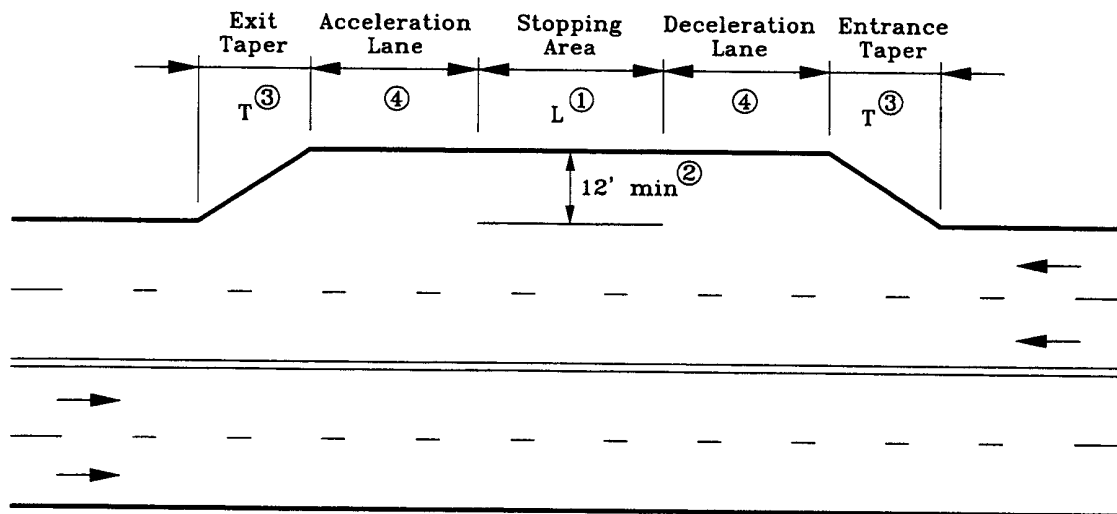 Exit Taper
Acceleration Lane
Stopping Area
Deceleration Lane
Entrance Taper
T③
④
L①
④
T③
12' min②